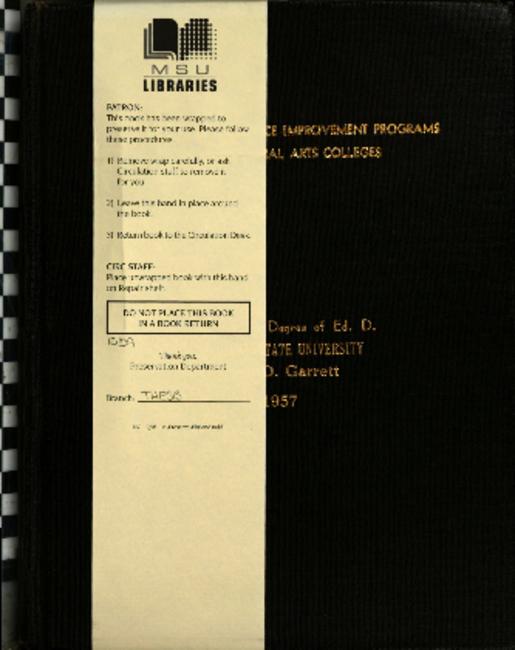 MSU
LIBRARIES
PATRON:
This book has been wrapped to
preserve it for your use. Please follow
these procedures
1) Remove wrap carefully, or ask
Circulation staff to remove it
for you
2) Leave this band in place around
the book.
3) Return book to the Circulation Desk.
CIRC STAFF:
Place unwrapped book with this band
on Repair shelf.
DO NOT PLACE THIS BOOK
IN A BOOK RETURN
Thank you,
Preservation Department
Branch:
CE IMPROVEMENT PROGRAMS
AL ARTS COLLEGES
Degree of Ed. D.
TATE UNIVERSITY
D. Garrett
1957